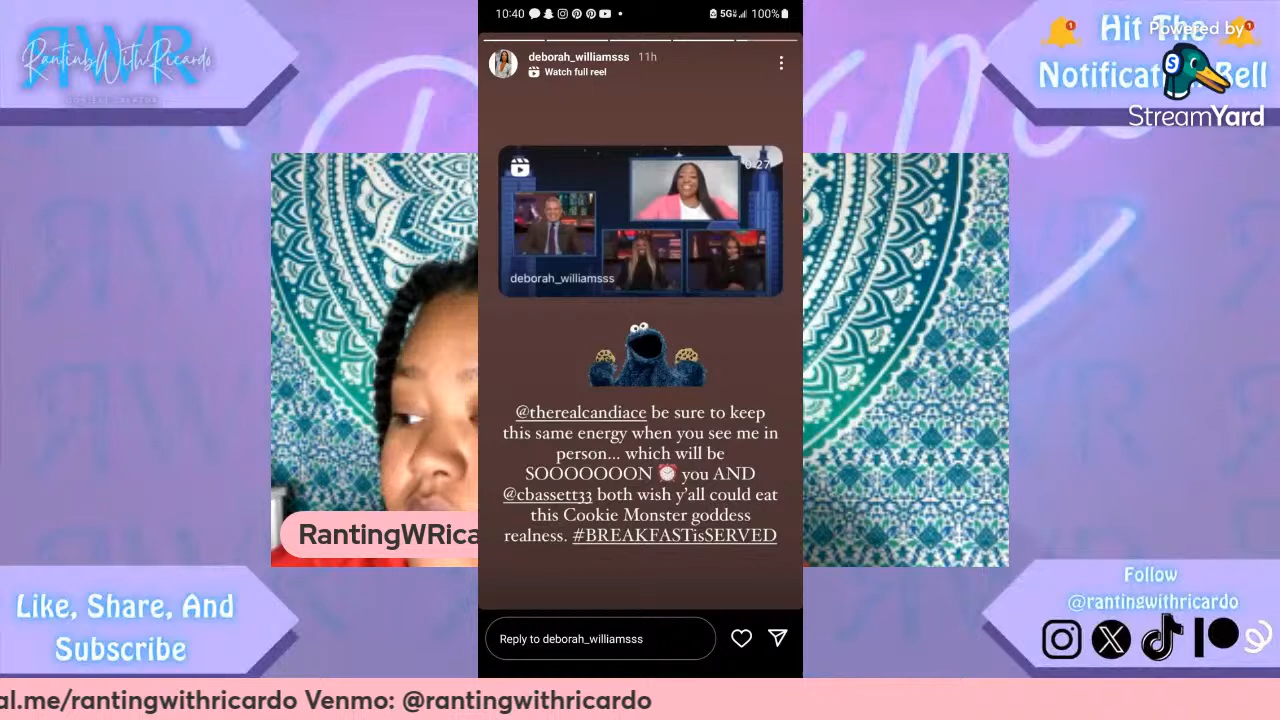 10:40
5G
100%
RWR
RantingWithRicardo
deborah_williamsss 11h
Watch full reel
Hit The
Notification Bell
Powered by
StreamYard
0:27
deborah_williamsss
@therealcandiace be sure to keep
this same energy when you see me in
person... which will be
SOOOOOOON ⏰ you AND
@cbassett33 both wish y'all could eat
this Cookie Monster goddess
realness. #BREAKFASTisSERVED
RantingWRica
Like, Share, And
Subscribe
Follow
@rantingwithricardo
Reply to deborah_williamsss
al.me/rantingwithricardo Venmo: @rantingwithricardo